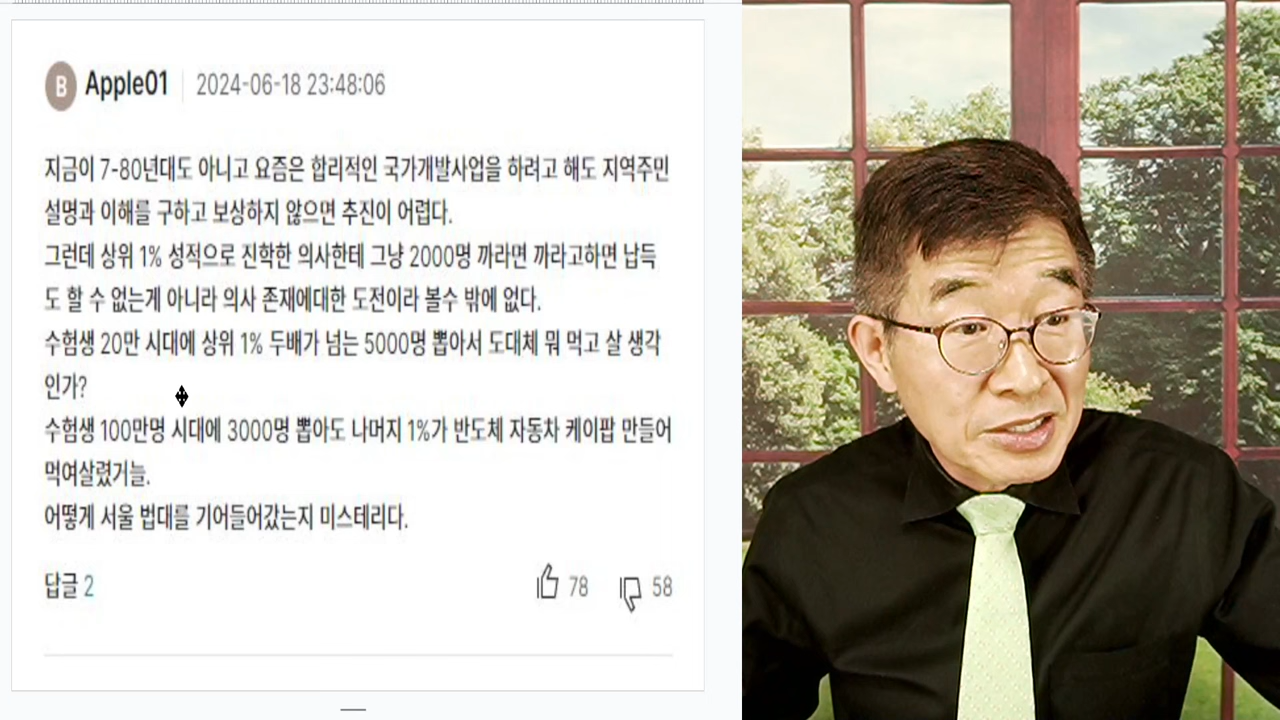 B Apple01 2024-06-18 23:48:06
지금이 7-80년대도 아니고 요즘은 합리적인 국가개발사업을 하려고 해도 지역주민
설명과 이해를 구하고 보상하지 않으면 추진이 어렵다.
그런데 상위 1% 성적으로 진학한 의사한테 그냥 2000명 까라면 까라고하면 납득
도 할 수 없는게 아니라 의사 존재에대한 도전이라 볼수 밖에 없다.
수험생 20만 시대에 상위 1% 두배가 넘는 5000명 뽑아서 도대체 뭐 먹고 살 생각
인가?
수험생 100만명 시대에 3000명 뽑아도 나머지 1%가 반도체 자동차 케이팝 만들어
먹여살렸거늘.
어떻게 서울 법대를 기어들어갔는지 미스테리다.
답글 2 78 58